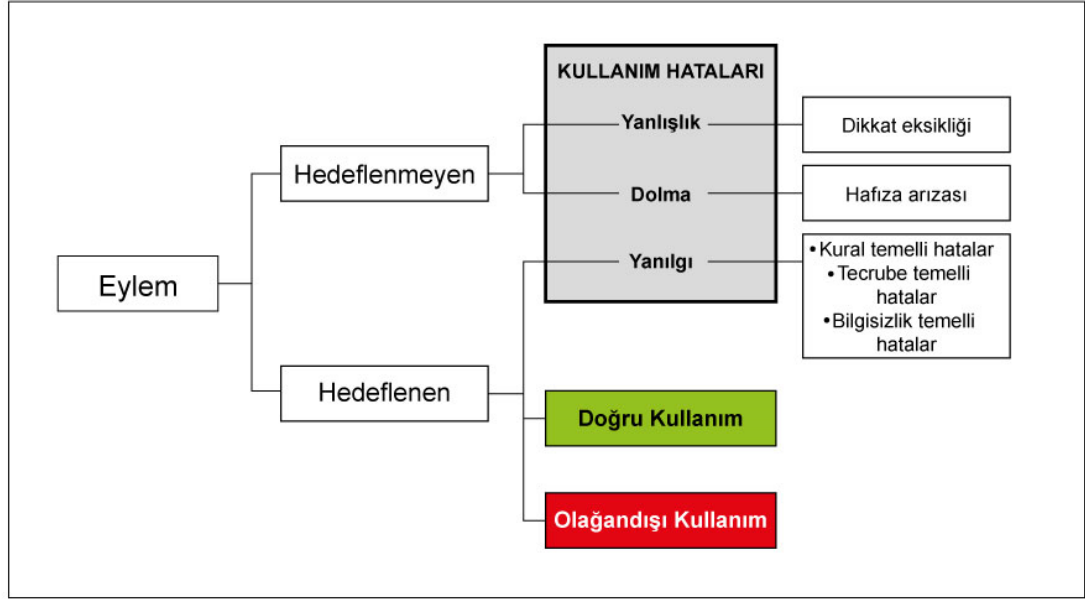 KULLANIM HATALARI
Yanlışlık
Dikkat eksikliği
Hedeflenmeyen
Dolma
Hafıza arızası
Yanılgı
•Kural temelli hatalar
•Tecrube temelli
hatalar
•Bilgisizlik temelli
hatalar
Eylem
Hedeflenen
Doğru Kullanım
Olağandışı Kullanım